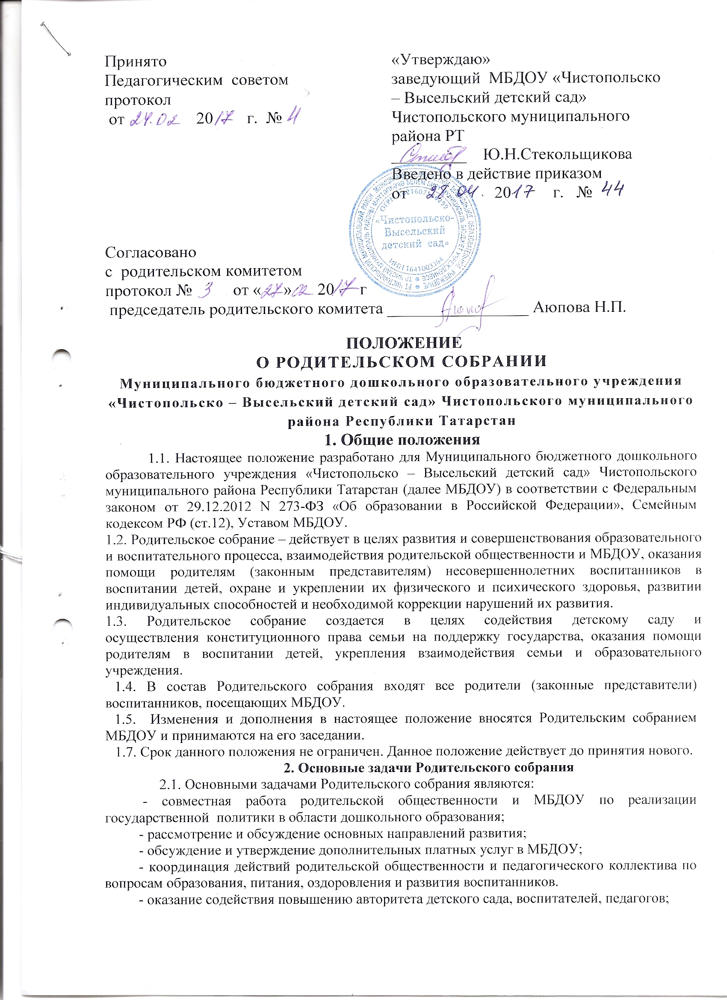 Принято
Педагогическим советом
протокол
от 24.02 2017 г. № 4
«Утверждаю»
заведующий МБДОУ «Чистопольско
– Высельский детский сад»
Чистопольского муниципального
района РТ
Ю.Н.Стекольщикова
Введено в действие приказом
от 28 04. 2017 г. № 44
«Чистопольско-
Высельский
детский сад»
ИНН 1641003364
Согласовано
с родительском комитетом
протокол № 3 от «27» 02 2017 г
председатель родительского комитета ________________ Аюпова Н.П.
ПОЛОЖЕНИЕ
О РОДИТЕЛЬСКОМ СОБРАНИИ
Муниципального бюджетного дошкольного образовательного учреждения
«Чистопольско – Высельский детский сад» Чистопольского муниципального
района Республики Татарстан
1. Общие положения
1.1. Настоящее положение разработано для Муниципального бюджетного дошкольного
образовательного учреждения «Чистопольско – Высельский детский сад» Чистопольского
муниципального района Республики Татарстан (далее МБДОУ) в соответствии с Федеральным
законом от 29.12.2012 N 273-ФЗ «Об образовании в Российской Федерации», Семейным
кодексом РФ (ст.12), Уставом МБДОУ.
1.2. Родительское собрание – действует в целях развития и совершенствования образовательного
и воспитательного процесса, взаимодействия родительской общественности и МБДОУ, оказания
помощи родителям (законным представителям) несовершеннолетних воспитанников в
воспитании детей, охране и укреплении их физического и психического здоровья, развитии
индивидуальных способностей и необходимой коррекции нарушений их развития.
1.3. Родительское собрание создается в целях содействия детскому саду и
осуществления конституционного права семьи на поддержку государства, оказания помощи
родителям в воспитании детей, укрепления взаимодействия семьи и образовательного
учреждения.
1.4. В состав Родительского собрания входят все родители (законные представители)
воспитанников, посещающих МБДОУ.
1.5. Изменения и дополнения в настоящее положение вносятся Родительским собранием
МБДОУ и принимаются на его заседании.
1.7. Срок данного положения не ограничен. Данное положение действует до принятия нового.
2. Основные задачи Родительского собрания
2.1. Основными задачами Родительского собрания являются:
- совместная работа родительской общественности и МБДОУ по реализации
государственной политики в области дошкольного образования;
- рассмотрение и обсуждение основных направлений развития;
- обсуждение и утверждение дополнительных платных услуг в МБДОУ;
- координация действий родительской общественности и педагогического коллектива по
вопросам образования, питания, оздоровления и развития воспитанников.
- оказание содействия повышению авторитета детского сада, воспитателей, педагогов;